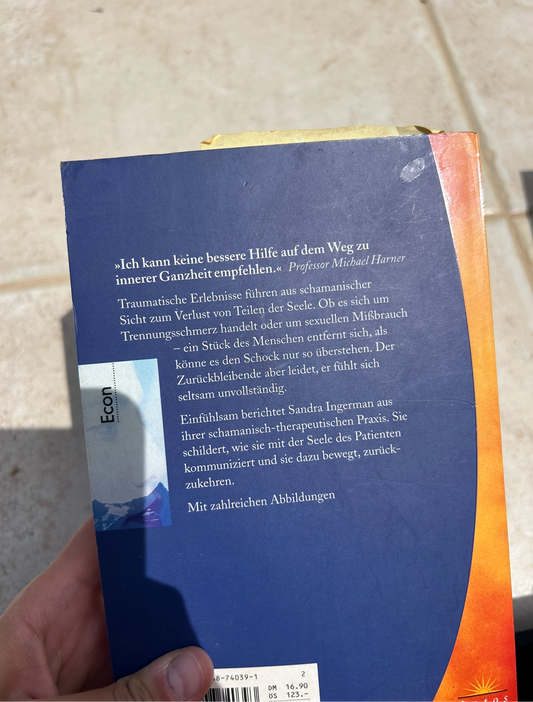 »Ich kann keine bessere Hilfe auf dem Weg zu
innerer Ganzheit empfehlen.« Professor Michael Harner
Traumatische Erlebnisse führen aus schamanischer
Sicht zum Verlust von Teilen der Seele. Ob es sich um
Trennungsschmerz handelt oder um sexuellen Mißbrauch
– ein Stück des Menschen entfernt sich, als
könne es den Schock nur so überstehen. Der
Zurückbleibende aber leidet, er fühlt sich
seltsam unvollständig.
Econ
Einfühlsam berichtet Sandra Ingerman aus
ihrer schamanisch-therapeutischen Praxis. Sie
schildert, wie sie mit der Seele des Patienten
kommuniziert und sie dazu bewegt, zurück-
zukehren.
Mit zahlreichen Abbildungen
8-74039-1 2
DM 16.90
ÖS 123.–